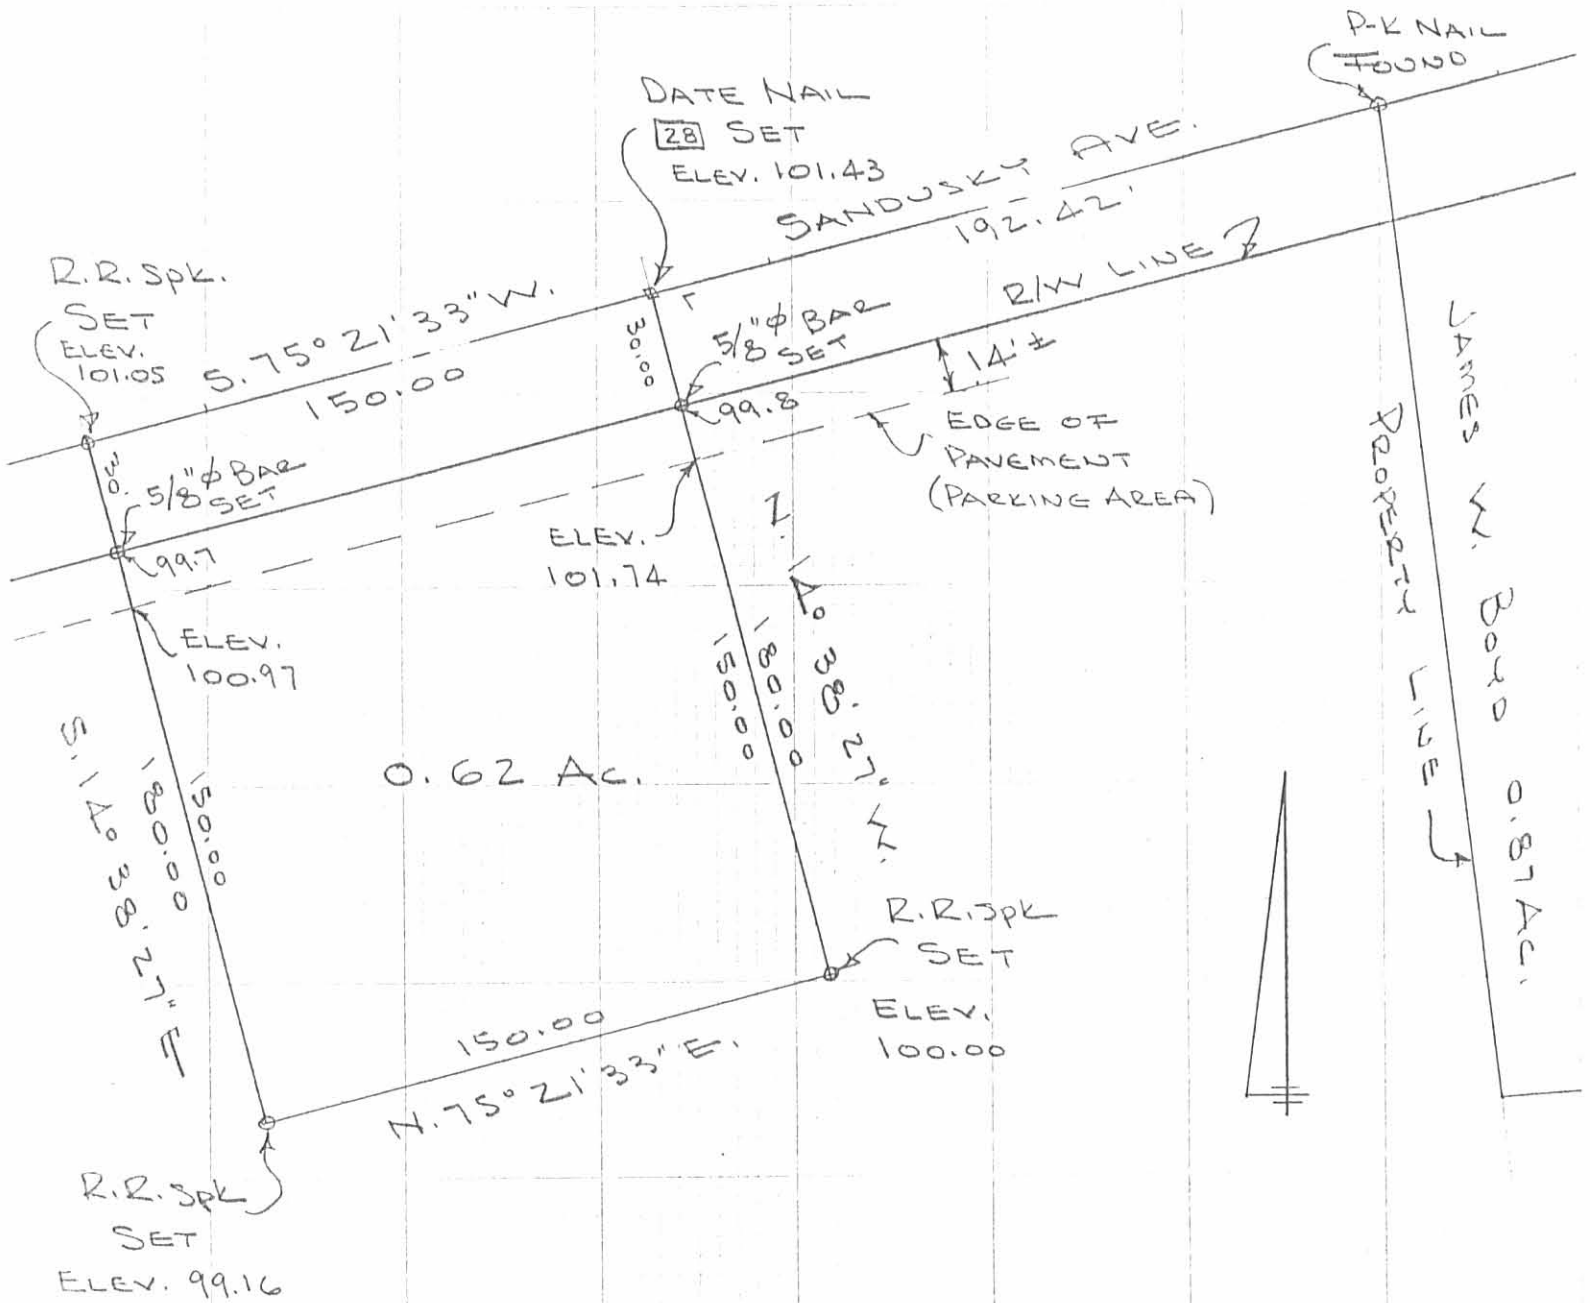 P-K NAIL
FOUND
DATE NAIL
28 SET
ELEV. 101.43
SANDUSKY AVE.
192.42'
R/W LINE
R.R. SPK.
SET
ELEV.
101.05
S. 75° 21' 33" W.
150.00
30.00
5/8"ϕ BAR
SET
99.8
14'±
EDGE OF
PAVEMENT
(PARKING AREA)
30.
5/8"ϕ BAR
SET
99.7
ELEV.
101.74
ELEV.
100.97
N. 14° 38' 27" W.
180.00
150.00
S. 14° 38' 27" E
180.00
150.00
0.62 AC.
PROPERTY LINE
JAMES W. BOYD 0.87 AC.
R.R. SPK
SET
ELEV.
100.00
150.00
N. 75° 21' 33" E.
R.R. SPK
SET
ELEV. 99.16